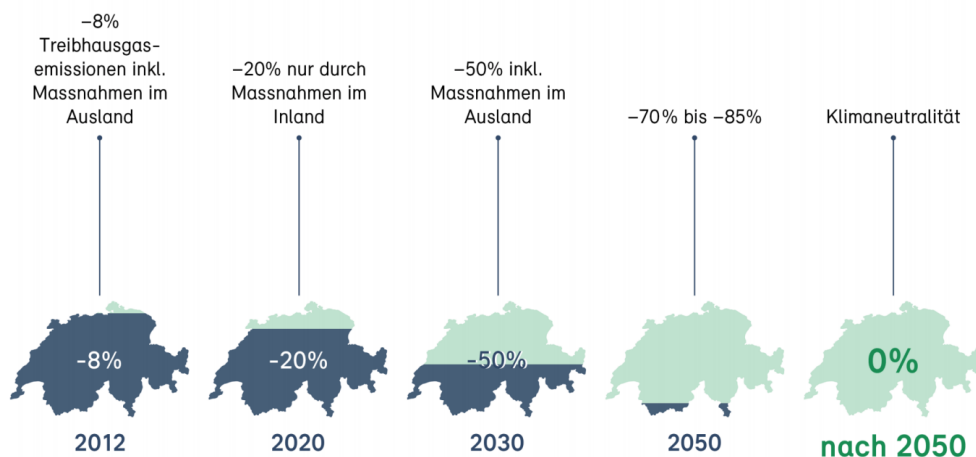 –8%
Treibhausgas-
emissionen inkl.
Massnahmen im
Ausland
–20% nur durch
Massnahmen im
Inland
–50% inkl.
Massnahmen im
Ausland
–70% bis –85%
Klimaneutralität
-8%
-20%
-50%
0%
2012
2020
2030
2050
nach 2050